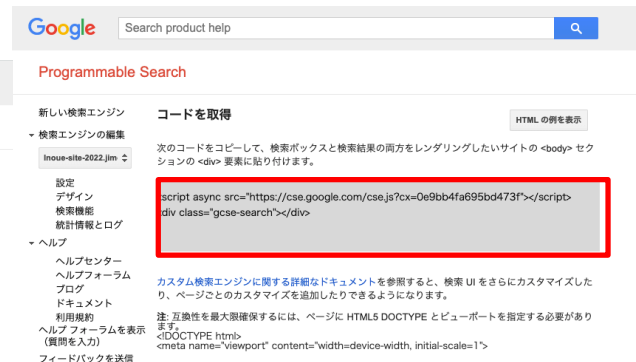 Google
Search product help
Programmable Search
新しい検索エンジン
検索エンジンの編集
Inoue-site-2022.jim
設定
デザイン
検索機能
統計情報とログ
ヘルプ
ヘルプセンター
ヘルプフォーラム
ブログ
ドキュメント
利用規約
ヘルプ フォーラムを表示
（質問を入力）
フィードバックを送信
コードを取得
HTML の例を表示
次のコードをコピーして、検索ボックスと検索結果の両方をレンダリングしたいサイトの <body> セク
ションの <div> 要素に貼り付けます。
script async src="https://cse.google.com/cse.js?cx=0e9bb4fa695bd473f"></script>
div class="gcse-search"></div>
カスタム検索エンジンに関する詳細なドキュメントを参照すると、検索 UI をさらにカスタマイズした
り、ページごとのカスタマイズを追加したりできるようになります。
注: 互換性を最大限確保するには、ページに HTML5 DOCTYPE とビューポートを指定する必要があり
ます。
<!DOCTYPE html>
<meta name="viewport" content="width=device-width, initial-scale=1">